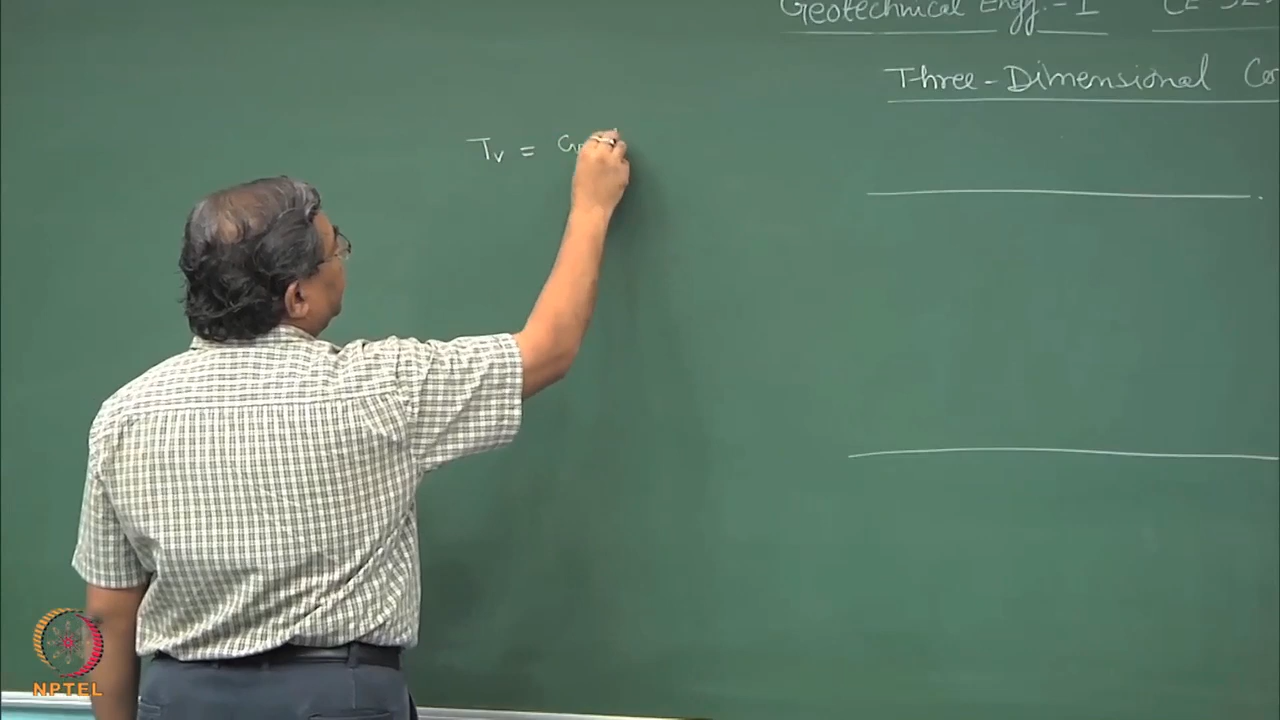 Geotechnical Engg. - I
Three-Dimensional
Tv =
NPTEL